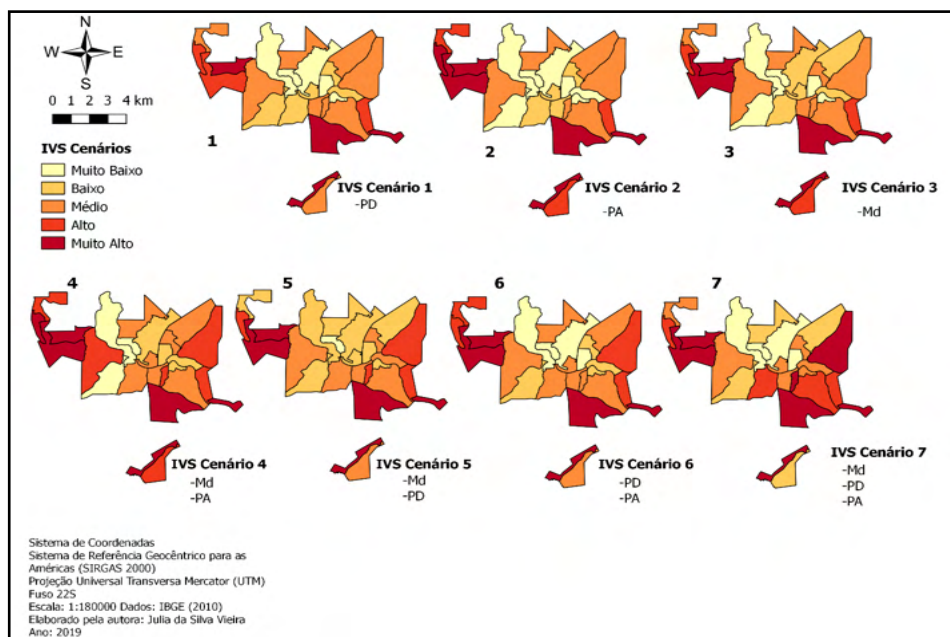 N
W E
S
0 1 2 3 4 km
IVS Cenários
Muito Baixo
Baixo
Médio
Alto
Muito Alto
1
IVS Cenário 1
-PD
2
IVS Cenário 2
-PA
3
IVS Cenário 3
-Md
4
IVS Cenário 4
-Md
-PA
5
IVS Cenário 5
-Md
-PD
6
IVS Cenário 6
-PD
-PA
7
IVS Cenário 7
-Md
-PD
-PA
Sistema de Coordenadas
Sistema de Referência Geocêntrico para as
Américas (SIRGAS 2000)
Projeção Universal Transversa Mercator (UTM)
Fuso 22S
Escala: 1:180000 Dados: IBGE (2010)
Elaborado pela autora: Julia da Silva Vieira
Ano: 2019